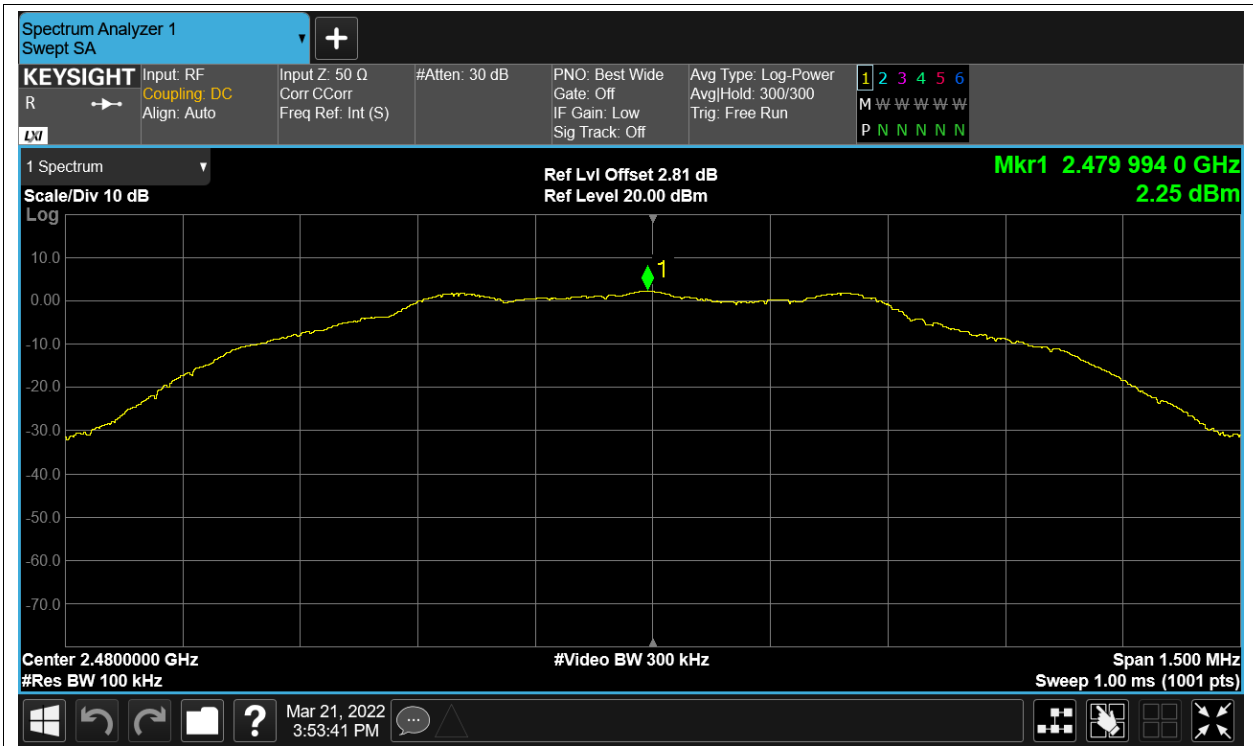 Spectrum Analyzer 1
Swept SA
KEYSIGHT
R
LXI
Input: RF
Coupling: DC
Align: Auto
Input Z: 50 Ω
Corr CCorr
Freq Ref: Int (S)
#Atten: 30 dB
PNO: Best Wide
Gate: Off
IF Gain: Low
Sig Track: Off
Avg Type: Log-Power
Avg|Hold: 300/300
Trig: Free Run
1 2 3 4 5 6
M W W W W W W
P N N N N N N
1 Spectrum
Scale/Div 10 dB
Log
Ref Lvl Offset 2.81 dB
Ref Level 20.00 dBm
Mkr1 2.479 994 0 GHz
2.25 dBm
1
10.0
0.00
-10.0
-20.0
-30.0
-40.0
-50.0
-60.0
-70.0
Center 2.4800000 GHz
#Res BW 100 kHz
#Video BW 300 kHz
Span 1.500 MHz
Sweep 1.00 ms (1001 pts)
?
Mar 21, 2022
3:53:41 PM